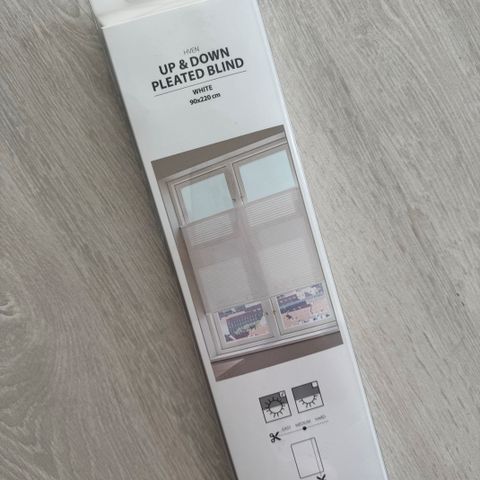 HVEN
UP & DOWN
PLEATED BLIND
WHITE
90x220 cm
EASY MEDIUM HARD